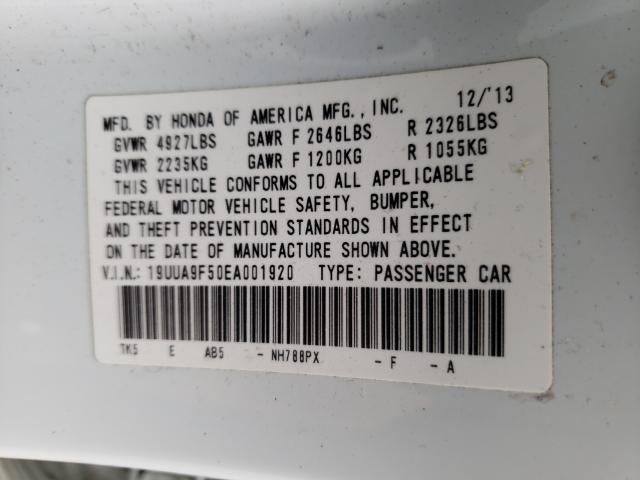 MFD. BY HONDA OF AMERICA MFG., INC. 12/'13
GVWR 4927LBS GAWR F 2646LBS R 2326LBS
GVWR 2235KG GAWR F 1200KG R 1055KG
THIS VEHICLE CONFORMS TO ALL APPLICABLE
FEDERAL MOTOR VEHICLE SAFETY, BUMPER,
AND THEFT PREVENTION STANDARDS IN EFFECT
ON THE DATE OF MANUFACTURE SHOWN ABOVE.
V.I.N.: 19UUA9F50EA001920 TYPE: PASSENGER CAR
TK5 E AB5 - NH788PX - F - A